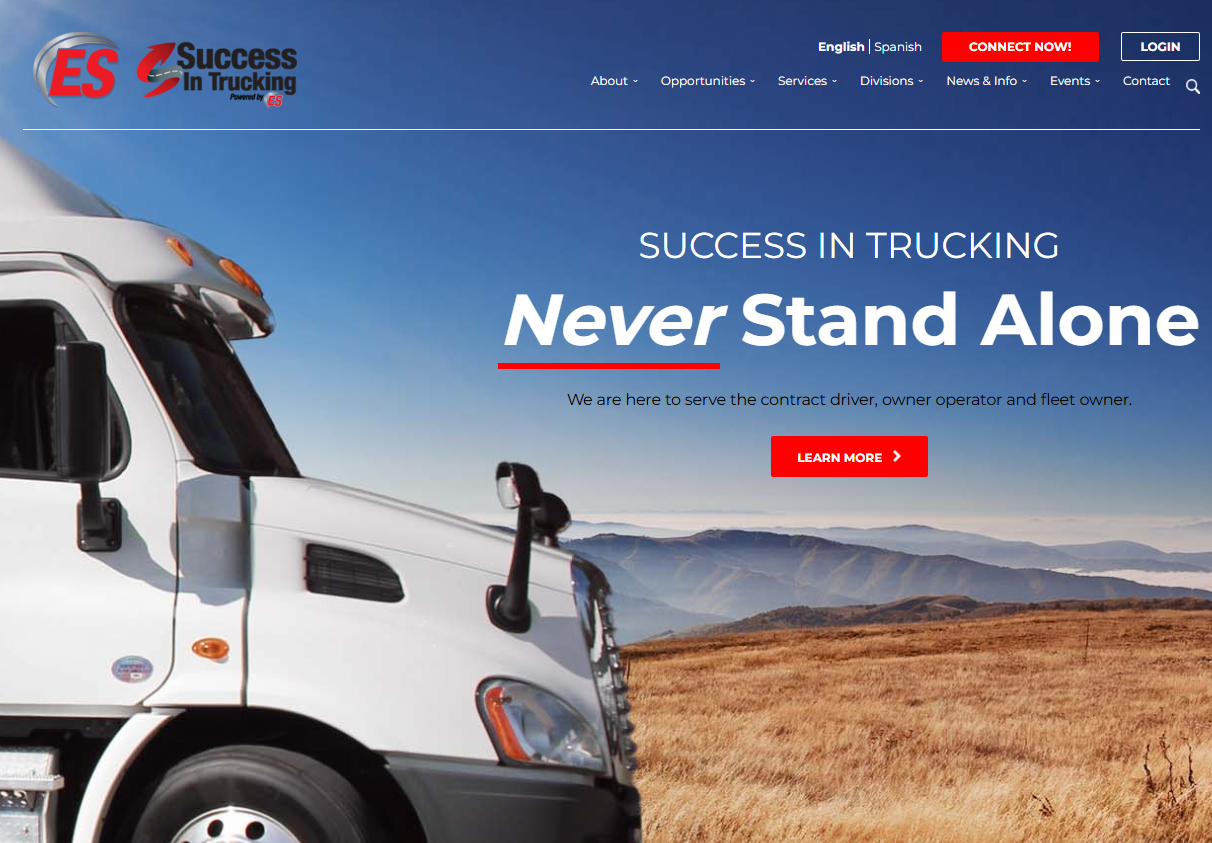 ES
Success
In Trucking
Powered by ES
English Spanish
CONNECT NOW!
LOGIN
About
Opportunities
Services
Divisions
News & Info
Events
Contact
SUCCESS IN TRUCKING
Never Stand Alone
We are here to serve the contract driver, owner operator and fleet owner.
LEARN MORE